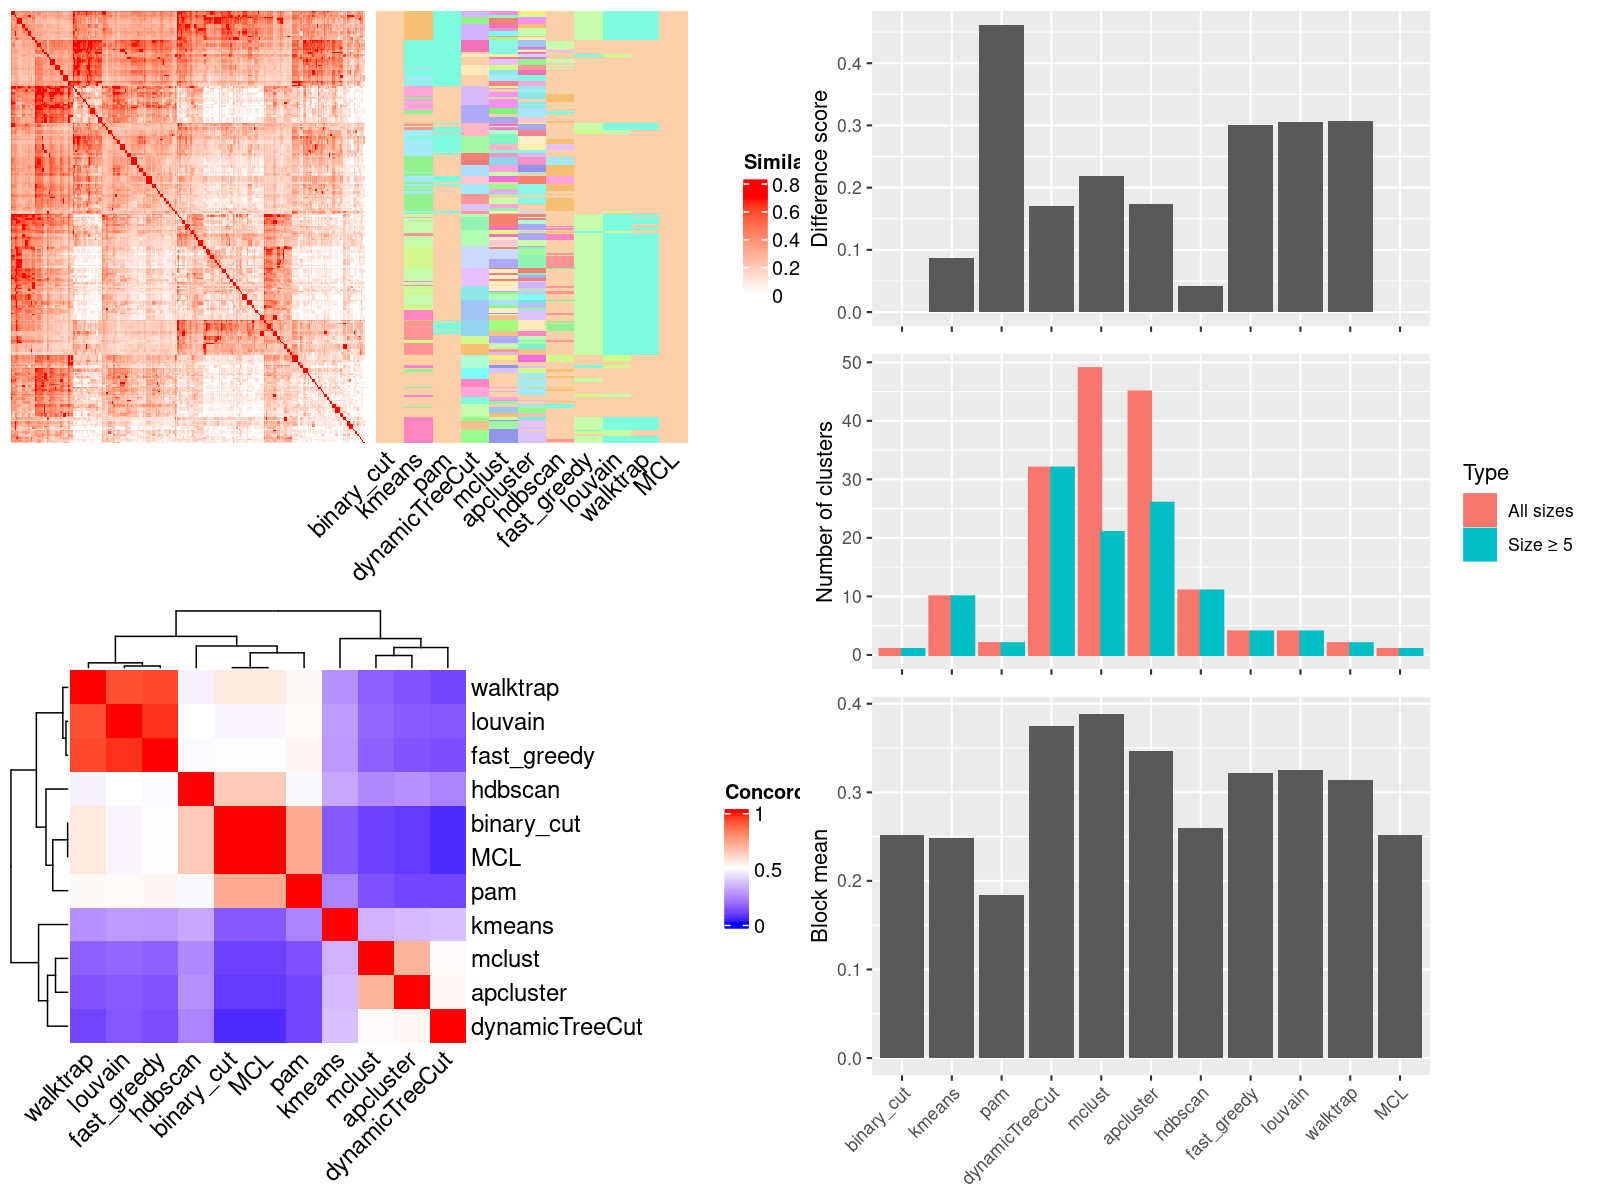 Simila
0.8
0.6
0.4
0.2
0
binary_cut
kmeans
pam
dynamicTreeCut
mclust
apcluster
hdbscan
fast_greedy
louvain
walktrap
MCL
walktrap
louvain
fast_greedy
hdbscan
binary_cut
MCL
pam
kmeans
mclust
apcluster
dynamicTreeCut
walktrap
louvain
fast_greedy
hdbscan
binary_cut
MCL
pam
kmeans
mclust
apcluster
dynamicTreeCut
Concord
1
0.5
0
Difference score
0.4
0.3
0.2
0.1
0.0
Number of clusters
50
40
30
20
10
0
Type
All sizes
Size ≥ 5
Block mean
0.4
0.3
0.2
0.1
0.0
binary_cut
kmeans
pam
dynamicTreeCut
mclust
apcluster
hdbscan
fast_greedy
louvain
walktrap
MCL